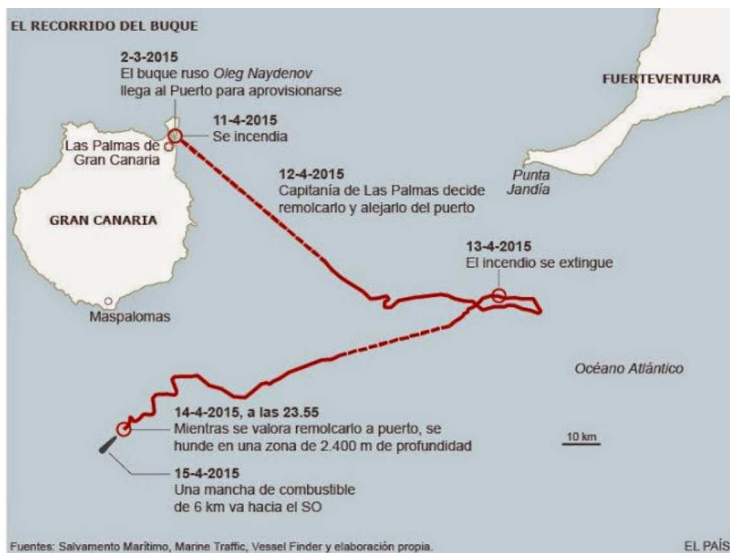 EL RECORRIDO DEL BUQUE
2-3-2015
El buque ruso Oleg Naydenov
llega al Puerto para aprovisionarse
FUERTEVENTURA
11-4-2015
Se incendia
Las Palmas de
Gran Canaria
12-4-2015
Capitanía de Las Palmas decide
remolcarlo y alejarlo del puerto
Punta
Jandía
GRAN CANARIA
13-4-2015
El incendio se extingue
Maspalomas
Océano Atlántico
14-4-2015, a las 23.55
Mientras se valora remolcarlo a puerto, se
hunde en una zona de 2.400 m de profundidad
10 km
15-4-2015
Una mancha de combustible
de 6 km va hacia el SO
Fuentes: Salvamento Marítimo, Marine Traffic, Vessel Finder y elaboración propia.
EL PAÍS